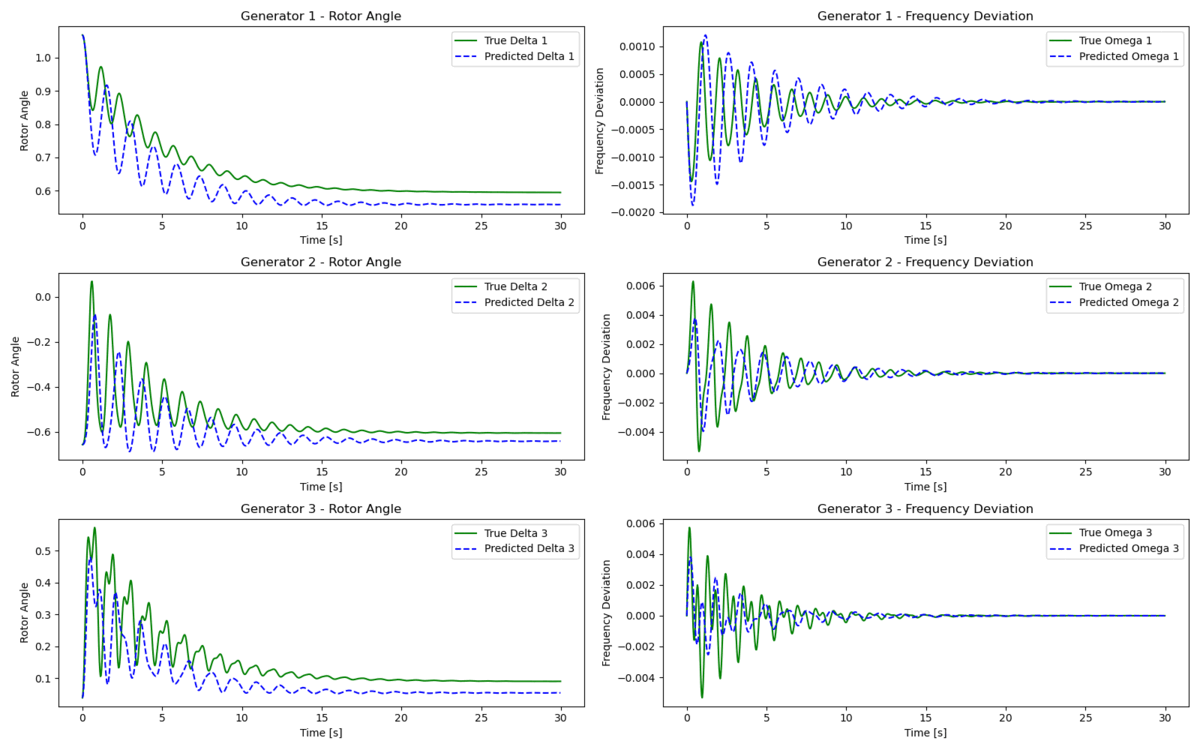 Generator 1 - Rotor Angle
True Delta 1
Predicted Delta 1
Rotor Angle
1.0
0.9
0.8
0.7
0.6
0 5 10 15 20 25 30
Time [s]
Generator 1 - Frequency Deviation
True Omega 1
Predicted Omega 1
Frequency Deviation
0.0010
0.0005
0.0000
−0.0005
−0.0010
−0.0015
−0.0020
0 5 10 15 20 25 30
Time [s]
Generator 2 - Rotor Angle
True Delta 2
Predicted Delta 2
Rotor Angle
0.0
−0.2
−0.4
−0.6
0 5 10 15 20 25 30
Time [s]
Generator 2 - Frequency Deviation
True Omega 2
Predicted Omega 2
Frequency Deviation
0.006
0.004
0.002
0.000
−0.002
−0.004
0 5 10 15 20 25 30
Time [s]
Generator 3 - Rotor Angle
True Delta 3
Predicted Delta 3
Rotor Angle
0.5
0.4
0.3
0.2
0.1
0 5 10 15 20 25 30
Time [s]
Generator 3 - Frequency Deviation
True Omega 3
Predicted Omega 3
Frequency Deviation
0.006
0.004
0.002
0.000
−0.002
−0.004
0 5 10 15 20 25 30
Time [s]